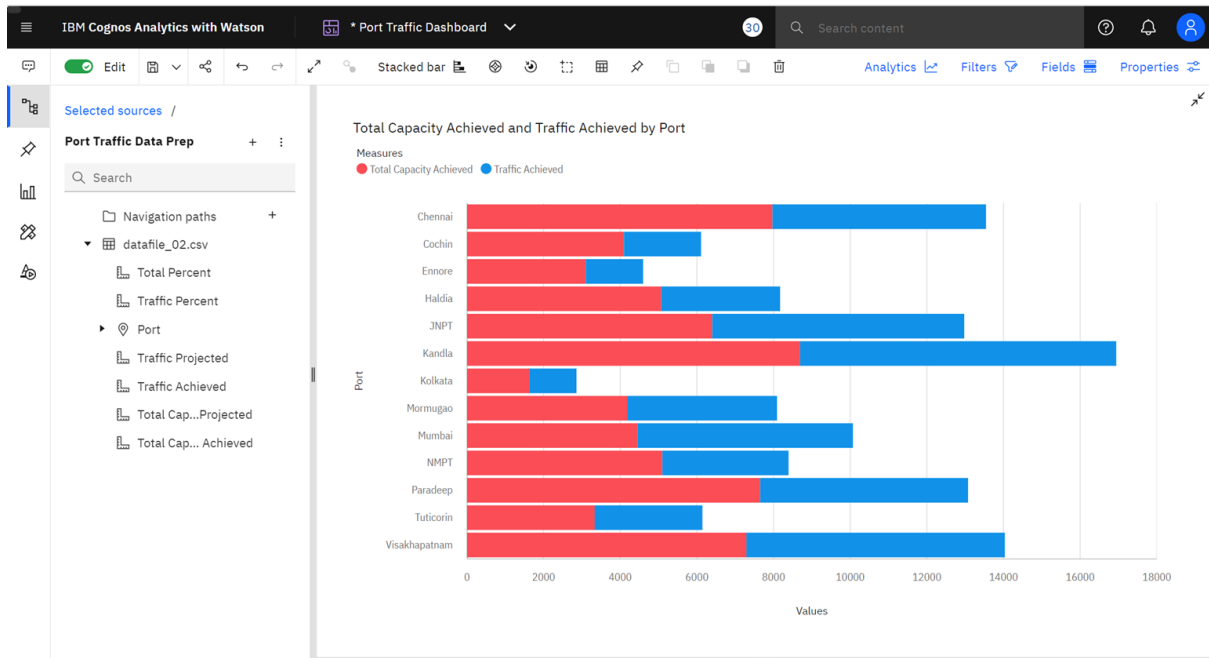 IBM Cognos Analytics with Watson
* Port Traffic Dashboard
30
Search content
Edit
Stacked bar
Analytics
Filters
Fields
Properties
Selected sources /
Port Traffic Data Prep
Search
Navigation paths
datafile_02.csv
Total Percent
Traffic Percent
Port
Traffic Projected
Traffic Achieved
Total Cap...Projected
Total Cap... Achieved
Total Capacity Achieved and Traffic Achieved by Port
Measures
Total Capacity Achieved Traffic Achieved
Port
Chennai
Cochin
Ennore
Haldia
JNPT
Kandla
Kolkata
Mormugao
Mumbai
NMPT
Paradeep
Tuticorin
Visakhapatnam
0 2000 4000 6000 8000 10000 12000 14000 16000 18000
Values